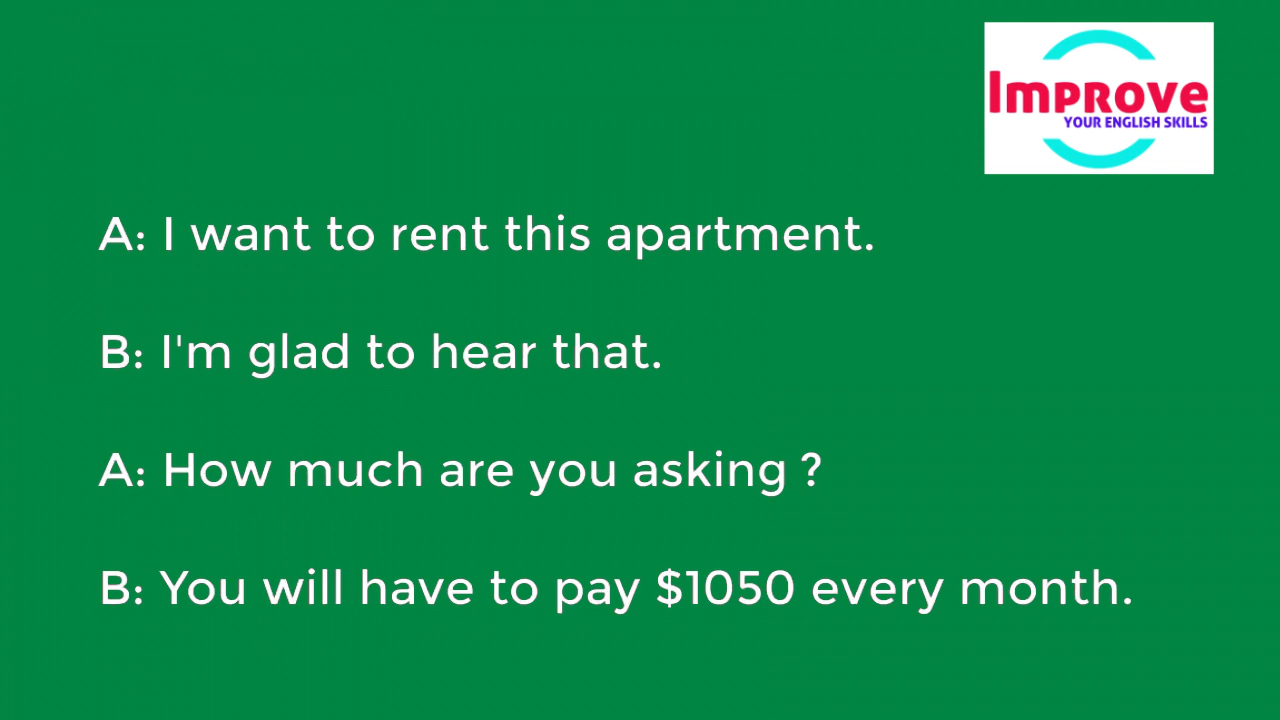 Improve
YOUR ENGLISH SKILLS
A: I want to rent this apartment.
B: I'm glad to hear that.
A: How much are you asking ?
B: You will have to pay $1050 every month.